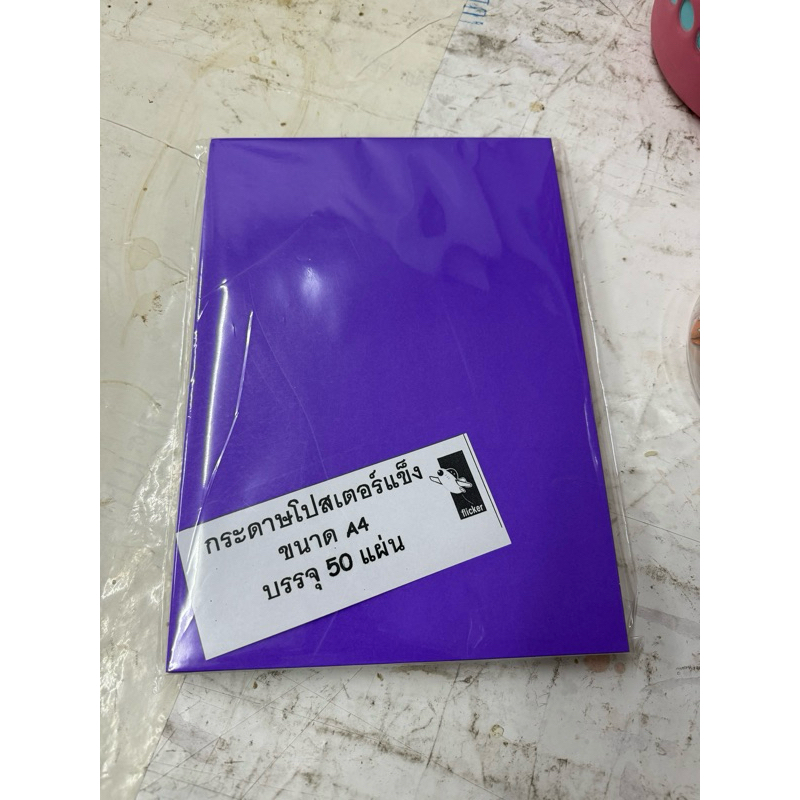 กระดาษโปสเตอร์แข็ง
ขนาด A4
บรรจุ 50 แผ่น
flicker